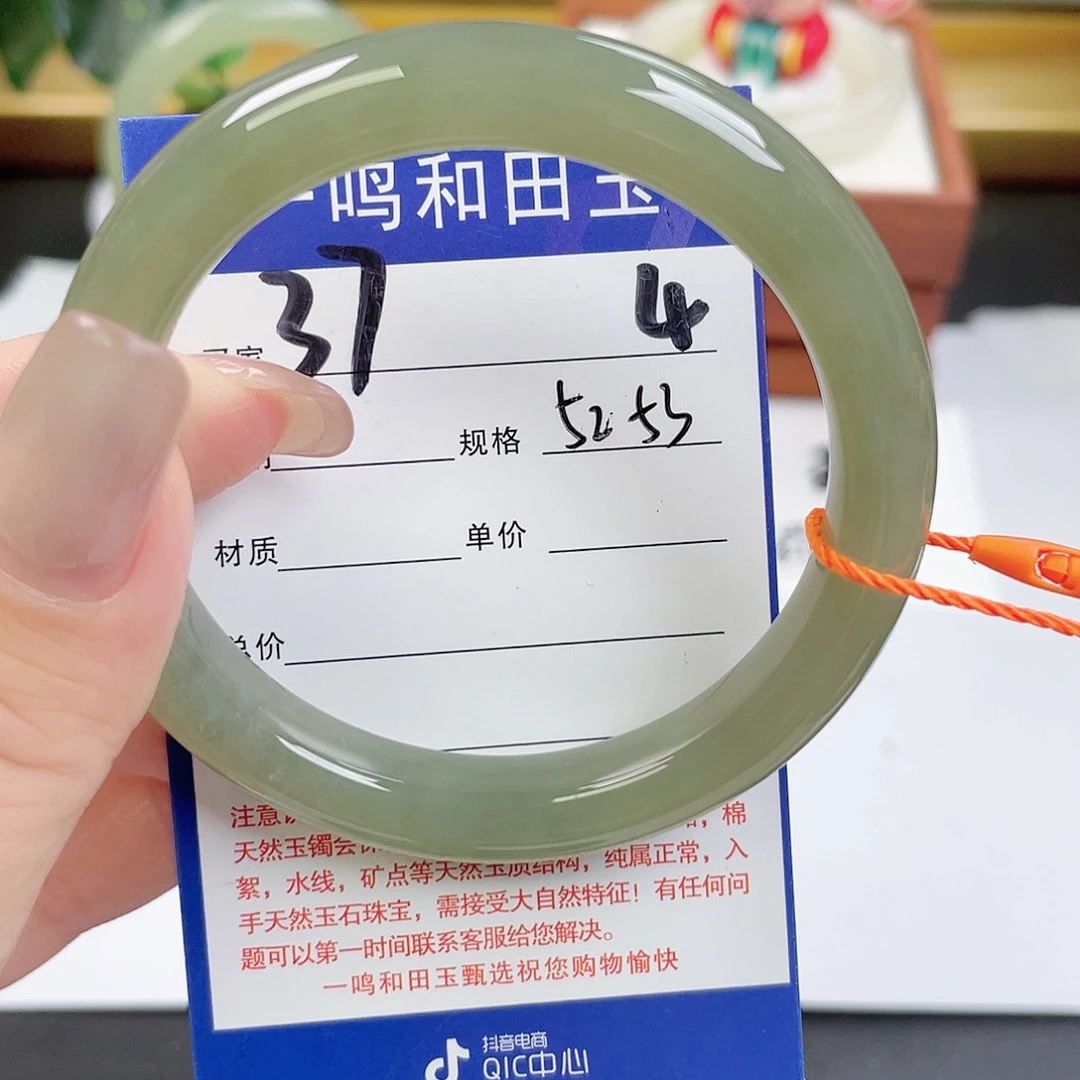 一鸣和田玉
37 4
规格 52 53
材质 单价
总价
注意 棉
天然玉镯会
絮，水线，矿点等天然玉质结构，纯属正常，入
手天然玉石珠宝，需接受大自然特征！有任何问
题可以第一时间联系客服给您解决。
一鸣和田玉甄选祝您购物愉快
抖音电商
QIC中心